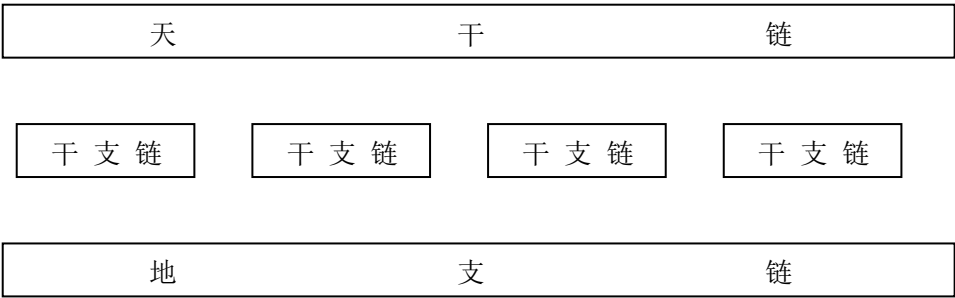 天 干 链
干 支 链 干 支 链 干 支 链 干 支 链
地 支 链